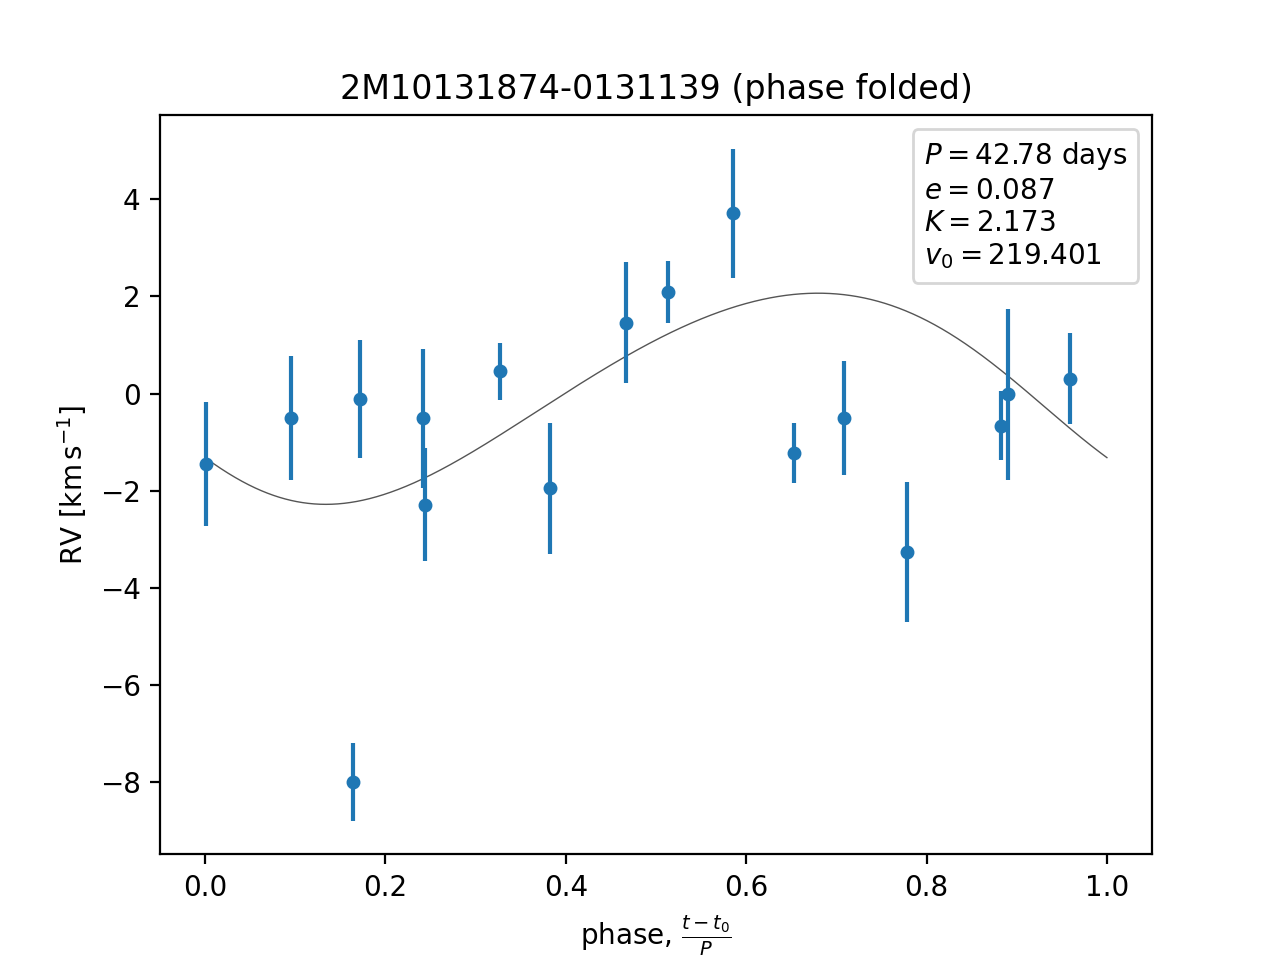 2M10131874-0131139 (phase folded)
P = 42.78 days
e = 0.087
K = 2.173
v₀ = 219.401
RV [km s⁻¹]
4
2
0
−2
−4
−6
−8
0.0 0.2 0.4 0.6 0.8 1.0
phase, (t − t₀)/P